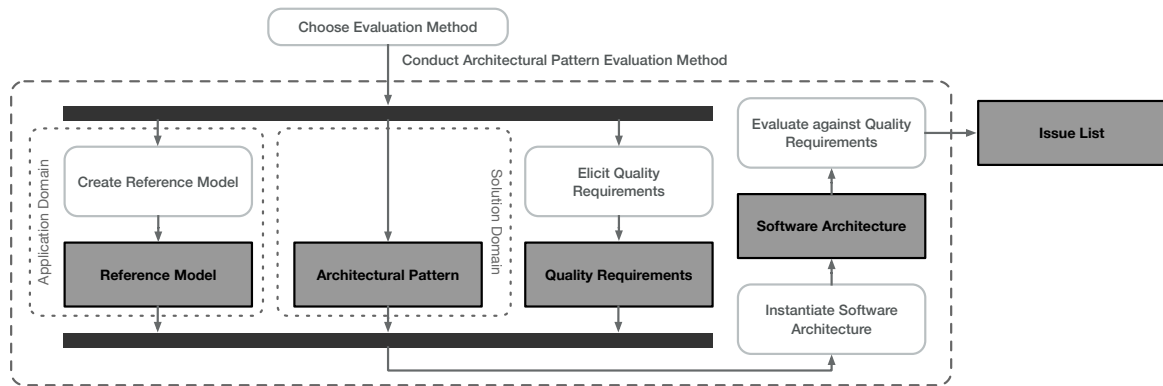 Choose Evaluation Method
Conduct Architectural Pattern Evaluation Method
Application Domain
Create Reference Model
Reference Model
Solution Domain
Architectural Pattern
Elicit Quality
Requirements
Quality Requirements
Evaluate against Quality
Requirements
Software Architecture
Instantiate Software
Architecture
Issue List